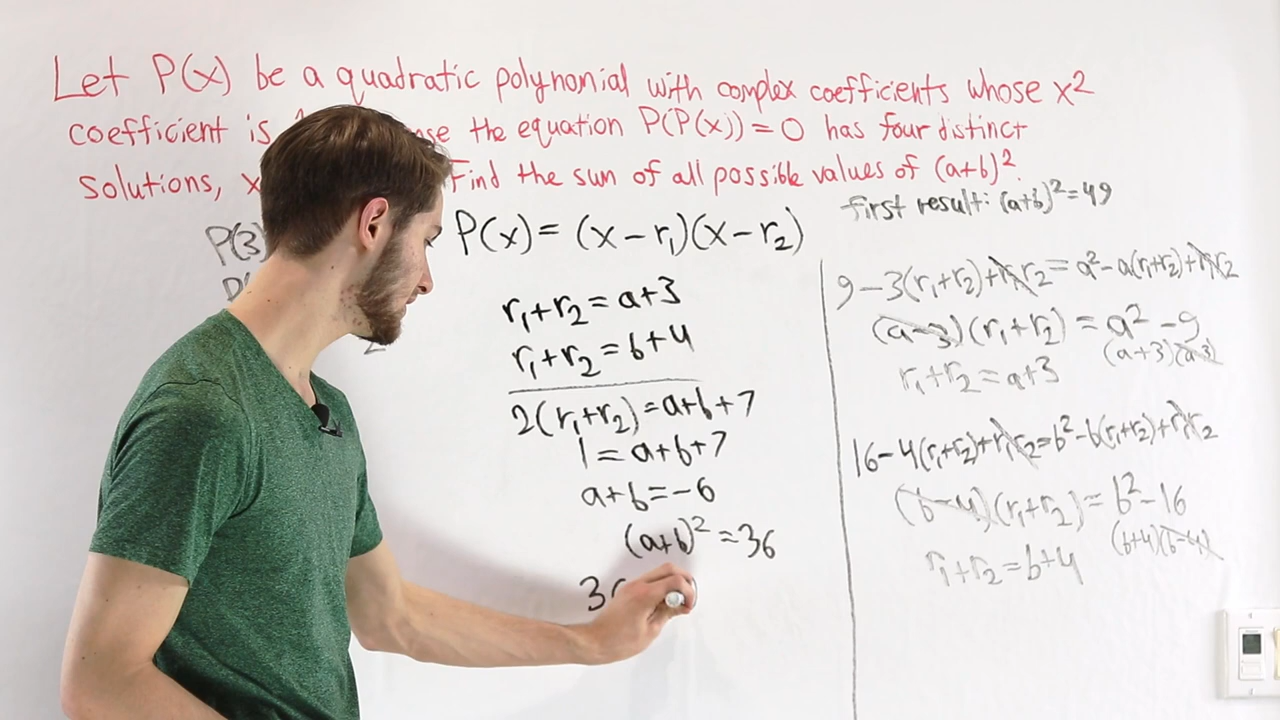 Let P(x) be a quadratic polynomial with complex coefficients whose x²
coefficient is the equation P(P(x))=0 has four distinct
Solutions, x Find the sum of all possible values of (a+b)².
first result: (a+b)²=49
P(3)
P(x)=(x-r₁)(x-r₂)
r₁+r₂=a+3
r₁+r₂=b+4
2(r₁+r₂)=a+b+7
1=a+b+7
a+b=-6
(a+b)²=36
36
9-3(r₁+r₂)+r₁r₂=a²-a(r₁+r₂)+r₁r₂
(a-3)(r₁+r₂)=a²-9
(a+3)(a-3)
r₁+r₂=a+3
16-4(r₁+r₂)+r₁r₂=b²-b(r₁+r₂)+r₁r₂
(b-4)(r₁+r₂)=b²-16
(b+4)(b-4)
r₁+r₂=b+4